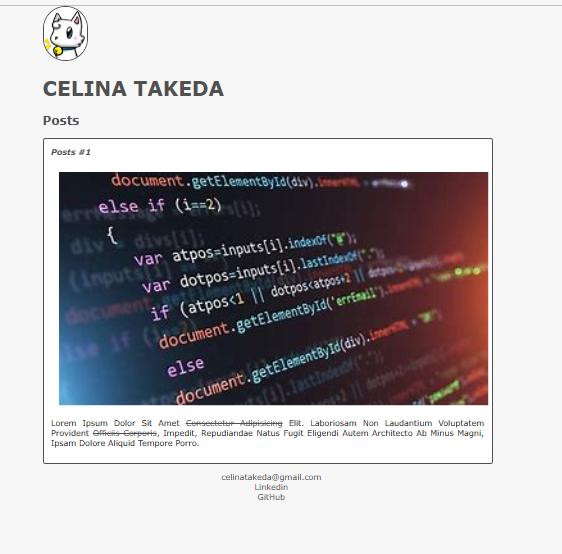 CELINA TAKEDA
Posts
Posts #1
document.getElementById(div).innerHTML
else if (i==2)
{
var atpos=inputs[i].indexOf("@");
var dotpos=inputs[i].lastIndexOf(".");
if (atpos<1 || dotpos<atpos+2 ||
document.getElementById('errEmail').innerHTML
else
document.getElementById(div).innerHTML
Lorem Ipsum Dolor Sit Amet Consectetur Adipisicing Elit. Laboriosam Non Laudantium Voluptatem
Provident Officiis Corporis, Impedit, Repudiandae Natus Fugit Eligendi Autem Architecto Ab Minus Magni,
Ipsam Dolore Aliquid Tempore Porro.
celinatakeda@gmail.com
Linkedin
GitHub